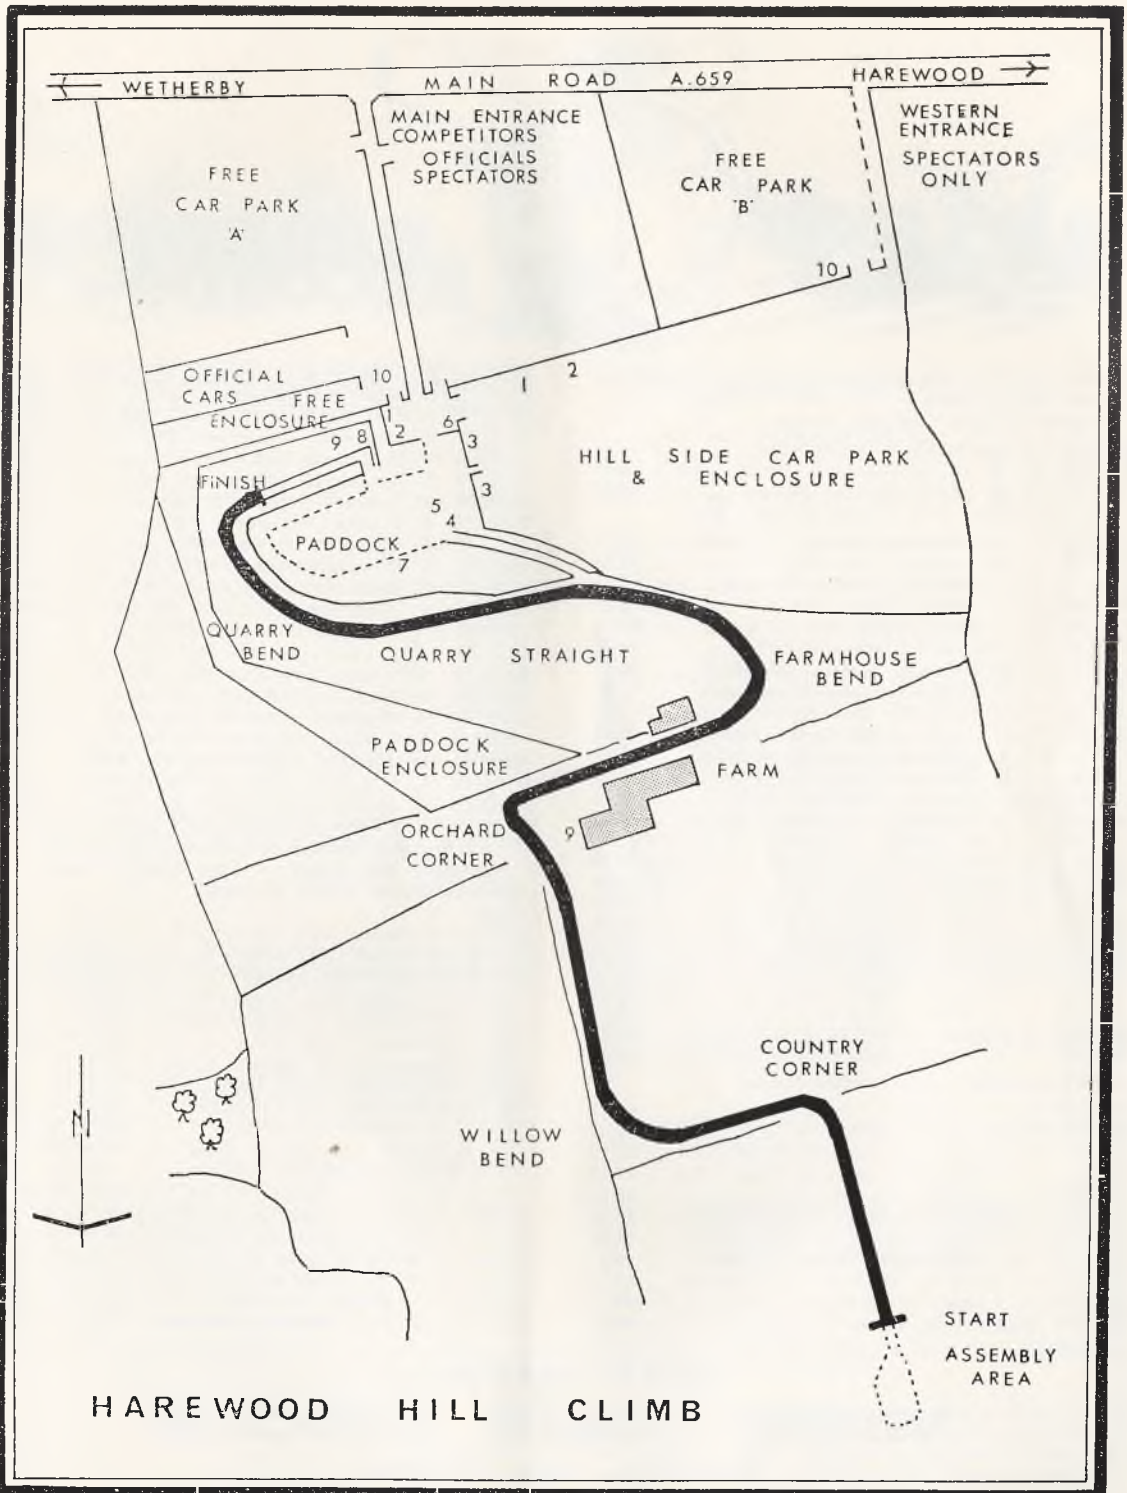 WETHERBY
MAIN ROAD A.659
HAREWOOD
MAIN ENTRANCE
COMPETITORS
OFFICIALS
SPECTATORS
WESTERN
ENTRANCE
SPECTATORS
ONLY
FREE
CAR PARK
'A'
FREE
CAR PARK
'B'
10
OFFICIAL
CARS
10
FREE
ENCLOSURE
1
2
1
2
9
8
6
3
3
HILL SIDE CAR PARK
& ENCLOSURE
FINISH
5
4
PADDOCK
7
QUARRY
BEND
QUARRY STRAIGHT
FARMHOUSE
BEND
PADDOCK
ENCLOSURE
FARM
ORCHARD
CORNER
9
COUNTRY
CORNER
N
WILLOW
BEND
START
ASSEMBLY
AREA
HAREWOOD HILL CLIMB